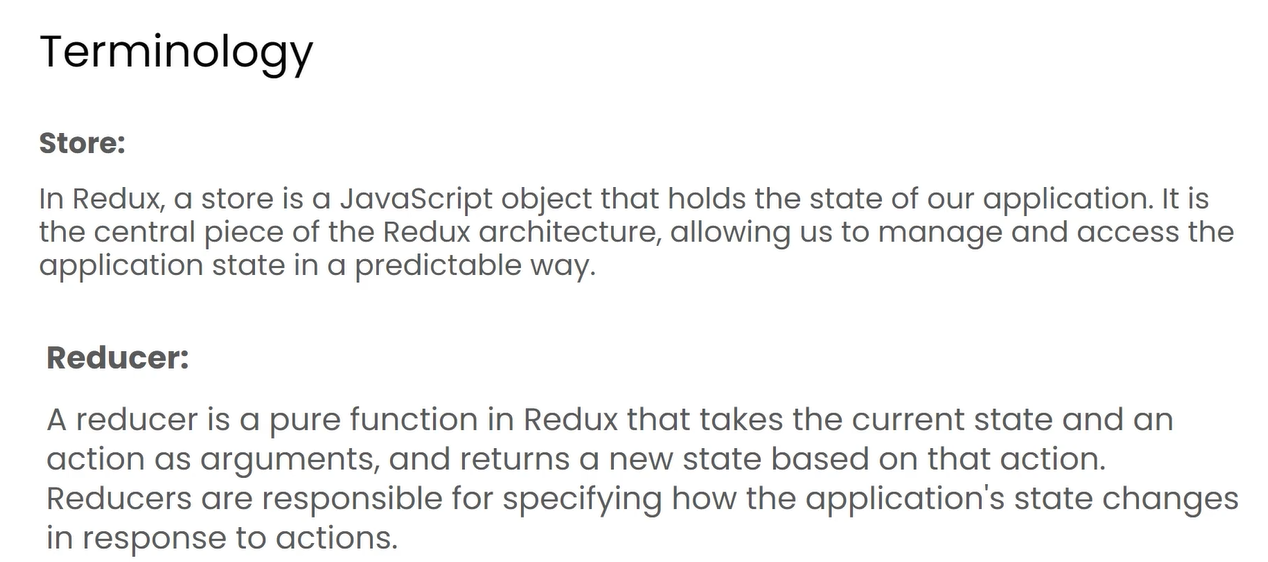 Terminology
Store:
In Redux, a store is a JavaScript object that holds the state of our application. It is
the central piece of the Redux architecture, allowing us to manage and access the
application state in a predictable way.
Reducer:
A reducer is a pure function in Redux that takes the current state and an
action as arguments, and returns a new state based on that action.
Reducers are responsible for specifying how the application's state changes
in response to actions.